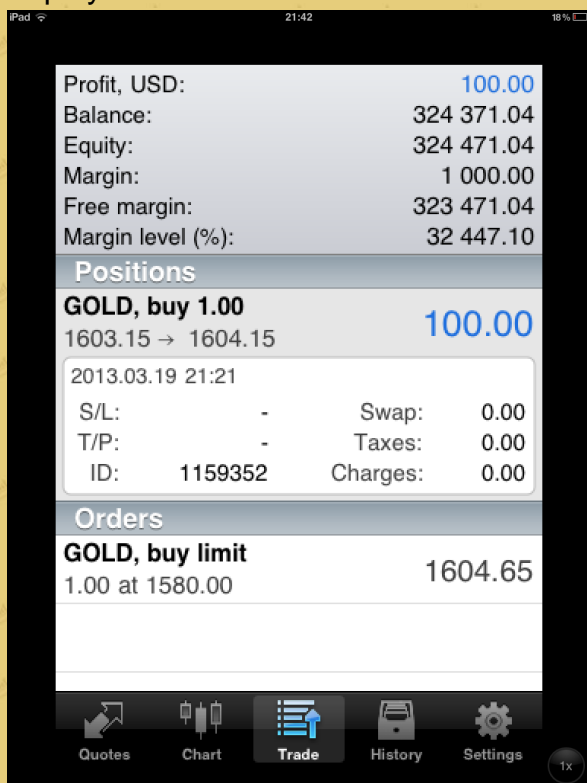 iPad 21:42 18%
Profit, USD: 100.00
Balance: 324 371.04
Equity: 324 471.04
Margin: 1 000.00
Free margin: 323 471.04
Margin level (%): 32 447.10
Positions
GOLD, buy 1.00 100.00
1603.15 → 1604.15
2013.03.19 21:21
S/L: - Swap: 0.00
T/P: - Taxes: 0.00
ID: 1159352 Charges: 0.00
Orders
GOLD, buy limit 1604.65
1.00 at 1580.00
Quotes Chart Trade History Settings
1x